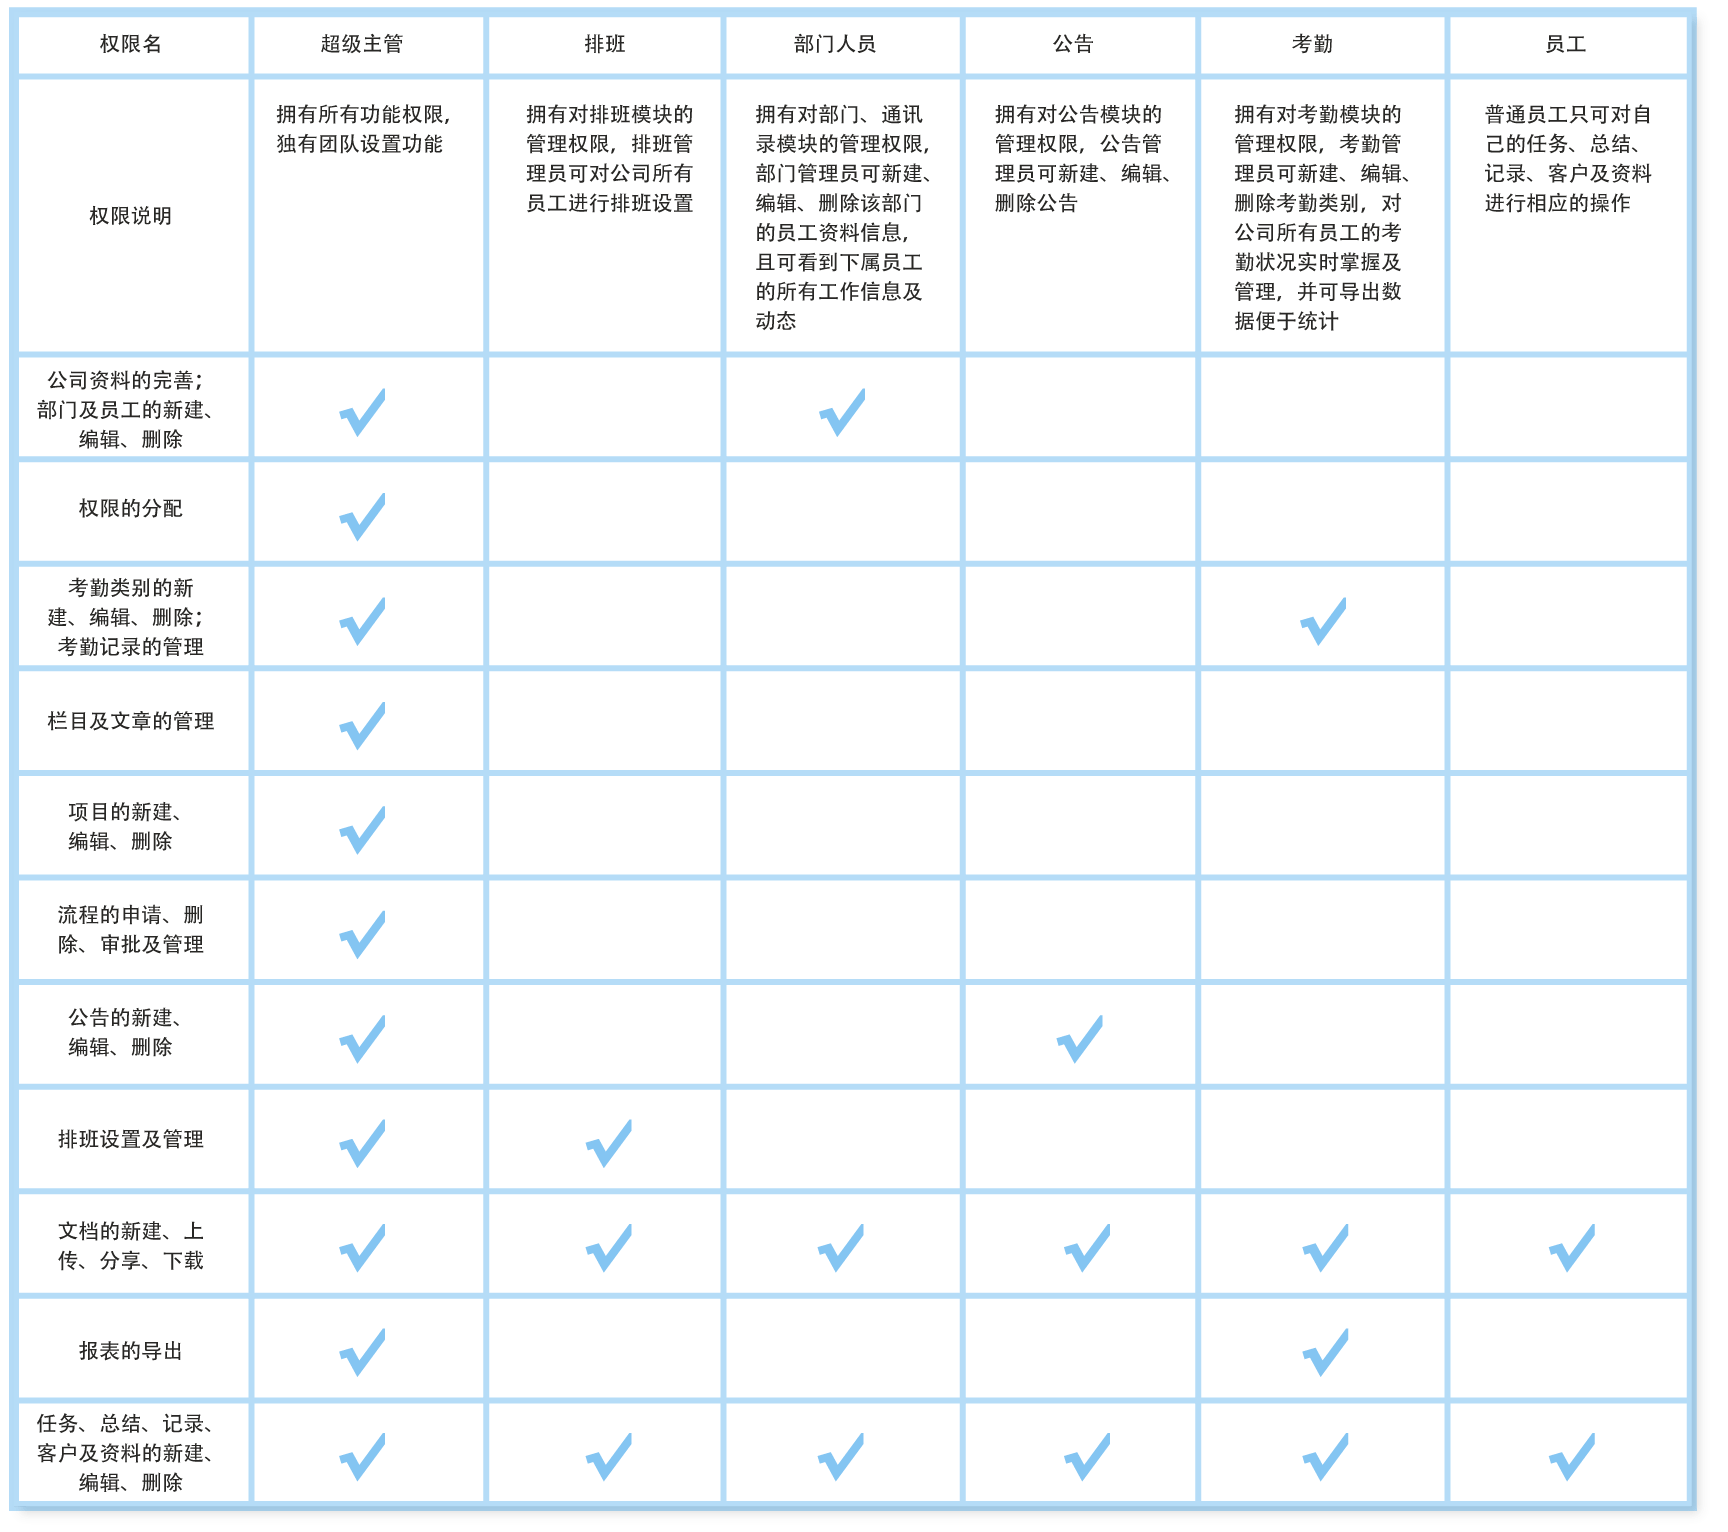 权限名
超级主管
排班
部门人员
公告
考勤
员工
权限说明
拥有所有功能权限，
独有团队设置功能
拥有对排班模块的
管理权限，排班管
理员可对公司所有
员工进行排班设置
拥有对部门、通讯
录模块的管理权限，
部门管理员可新建、
编辑、删除该部门
的员工资料信息，
且可看到下属员工
的所有工作信息及
动态
拥有对公告模块的
管理权限，公告管
理员可新建、编辑、
删除公告
拥有对考勤模块的
管理权限，考勤管
理员可新建、编辑、
删除考勤类别，对
公司所有员工的考
勤状况实时掌握及
管理，并可导出数
据便于统计
普通员工只可对自
己的任务、总结、
记录、客户及资料
进行相应的操作
公司资料的完善；
部门及员工的新建、
编辑、删除
权限的分配
考勤类别的新
建、编辑、删除；
考勤记录的管理
栏目及文章的管理
项目的新建、
编辑、删除
流程的申请、删
除、审批及管理
公告的新建、
编辑、删除
排班设置及管理
文档的新建、上
传、分享、下载
报表的导出
任务、总结、记录、
客户及资料的新建、
编辑、删除